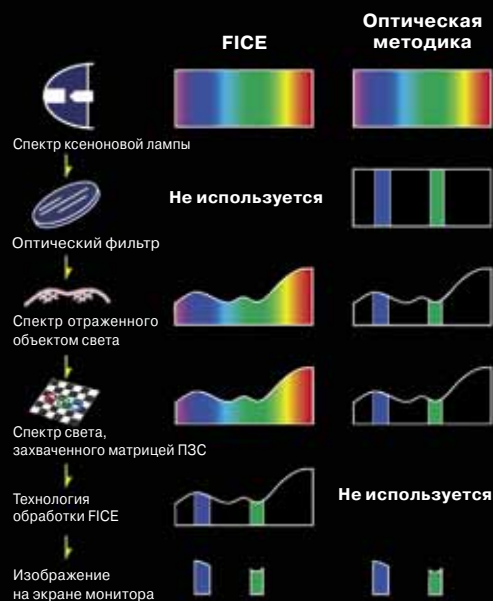 FICE
Оптическая
методика
Спектр ксеноновой лампы
Не используется
Оптический фильтр
Спектр отраженного
объектом света
Спектр света,
захваченного матрицей ПЗС
Технология
обработки FICE
Не используется
Изображение
на экране монитора